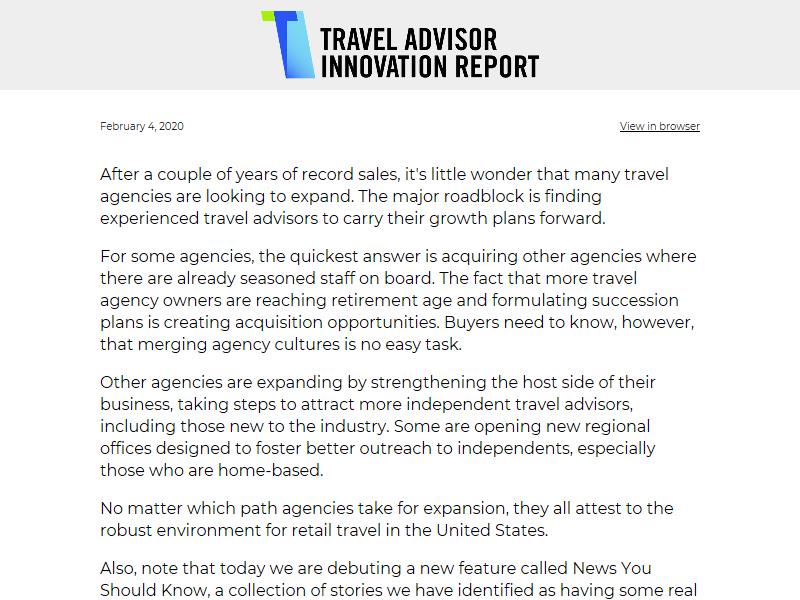 TRAVEL ADVISOR
INNOVATION REPORT
February 4, 2020
View in browser
After a couple of years of record sales, it's little wonder that many travel
agencies are looking to expand. The major roadblock is finding
experienced travel advisors to carry their growth plans forward.
For some agencies, the quickest answer is acquiring other agencies where
there are already seasoned staff on board. The fact that more travel
agency owners are reaching retirement age and formulating succession
plans is creating acquisition opportunities. Buyers need to know, however,
that merging agency cultures is no easy task.
Other agencies are expanding by strengthening the host side of their
business, taking steps to attract more independent travel advisors,
including those new to the industry. Some are opening new regional
offices designed to foster better outreach to independents, especially
those who are home-based.
No matter which path agencies take for expansion, they all attest to the
robust environment for retail travel in the United States.
Also, note that today we are debuting a new feature called News You
Should Know, a collection of stories we have identified as having some real